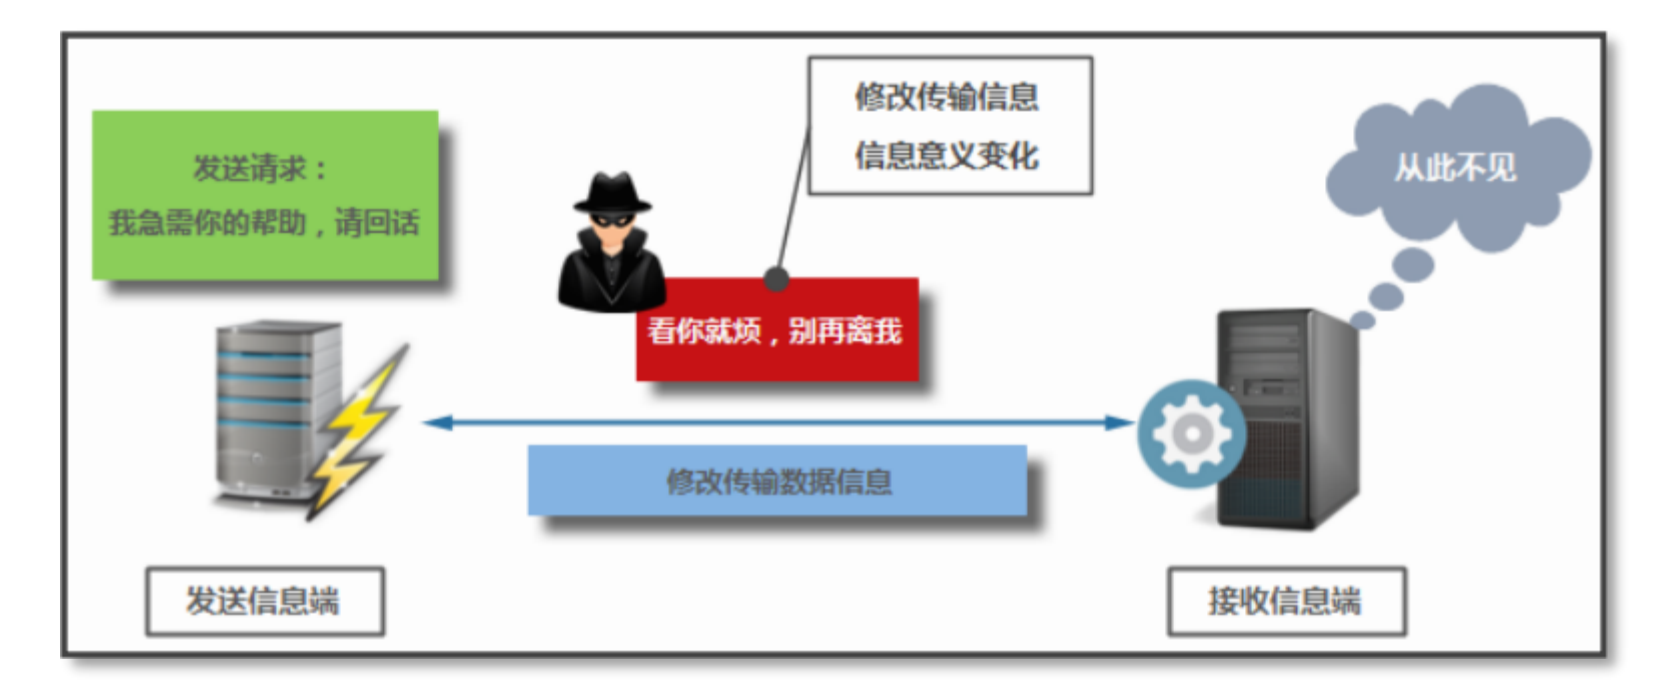 修改传输信息
信息意义变化
发送请求：
我急需你的帮助，请回话
从此不见
看你就烦，别再离我
修改传输数据信息
发送信息端
接收信息端